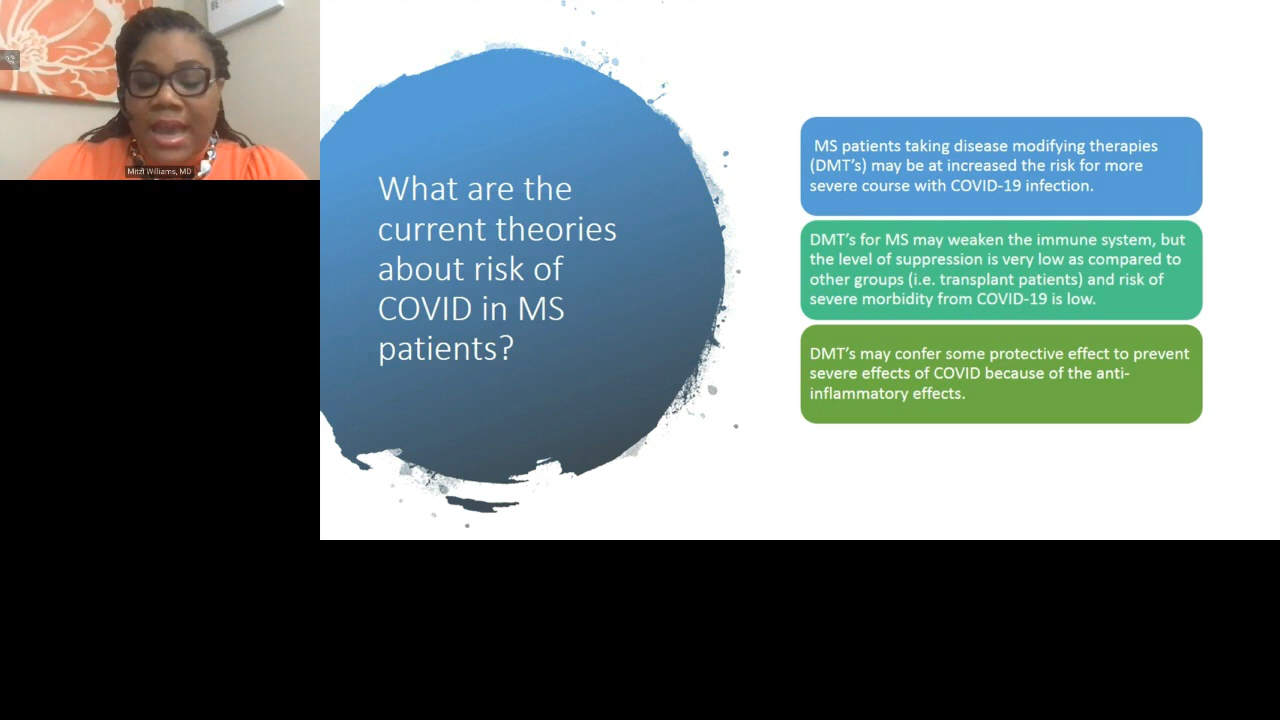 Mitzi Williams, MD
What are the
current theories
about risk of
COVID in MS
patients?
MS patients taking disease modifying therapies
(DMT's) may be at increased the risk for more
severe course with COVID-19 infection.
DMT's for MS may weaken the immune system, but
the level of suppression is very low as compared to
other groups (i.e. transplant patients) and risk of
severe morbidity from COVID-19 is low.
DMT's may confer some protective effect to prevent
severe effects of COVID because of the anti-
inflammatory effects.